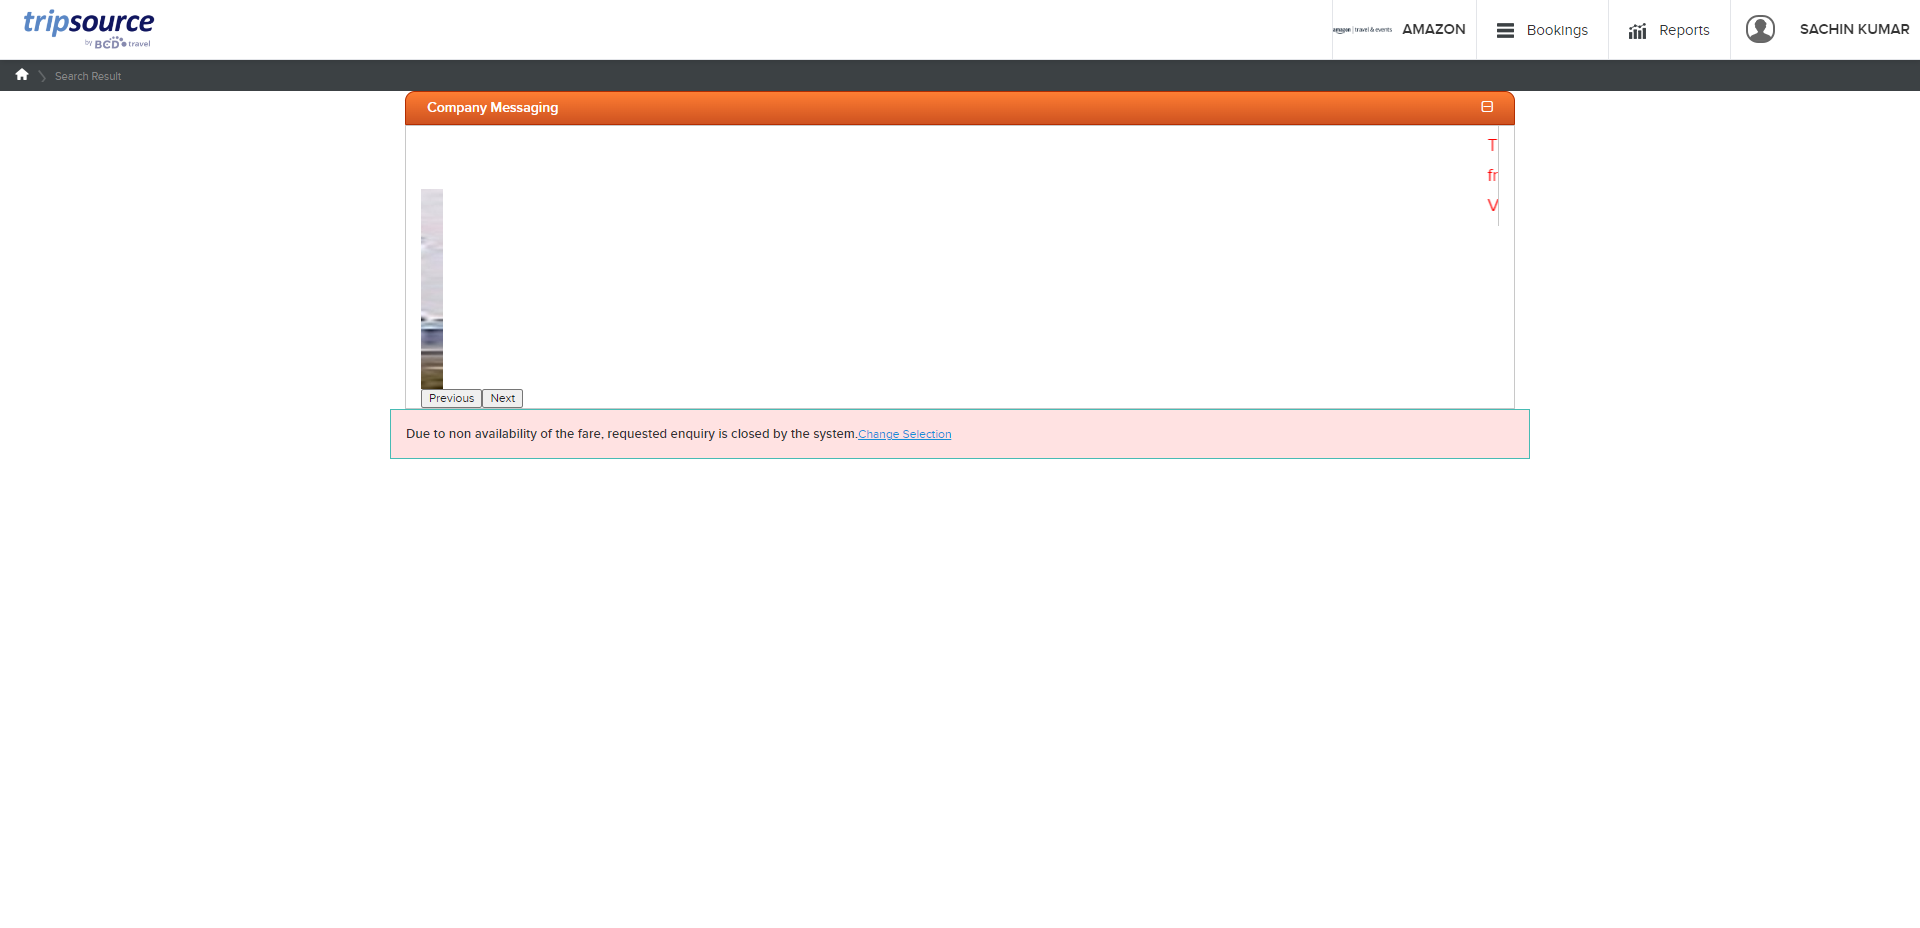 tripsource
by BCD travel
amazon | travel & events
AMAZON
Bookings
Reports
SACHIN KUMAR
Search Result
Company Messaging
T
fr
V
Previous
Next
Due to non availability of the fare, requested enquiry is closed by the system.Change Selection